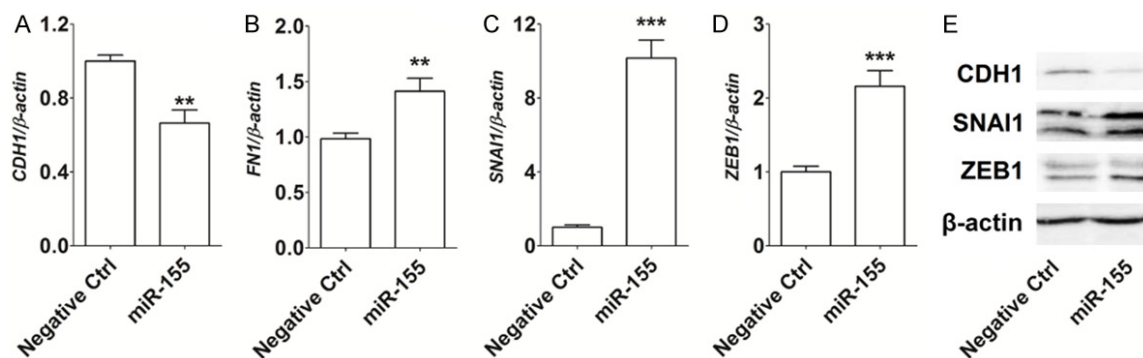 A
CDH1/β-actin
1.2
0.8
0.4
0.0
**
Negative Ctrl
miR-155
B
FN1/β-actin
2.0
1.5
1.0
0.5
0.0
**
Negative Ctrl
miR-155
C
SNAI1/β-actin
12
8
4
0
***
Negative Ctrl
miR-155
D
ZEB1/β-actin
3
2
1
0
***
Negative Ctrl
miR-155
E
CDH1
SNAI1
ZEB1
β-actin
Negative Ctrl
miR-155